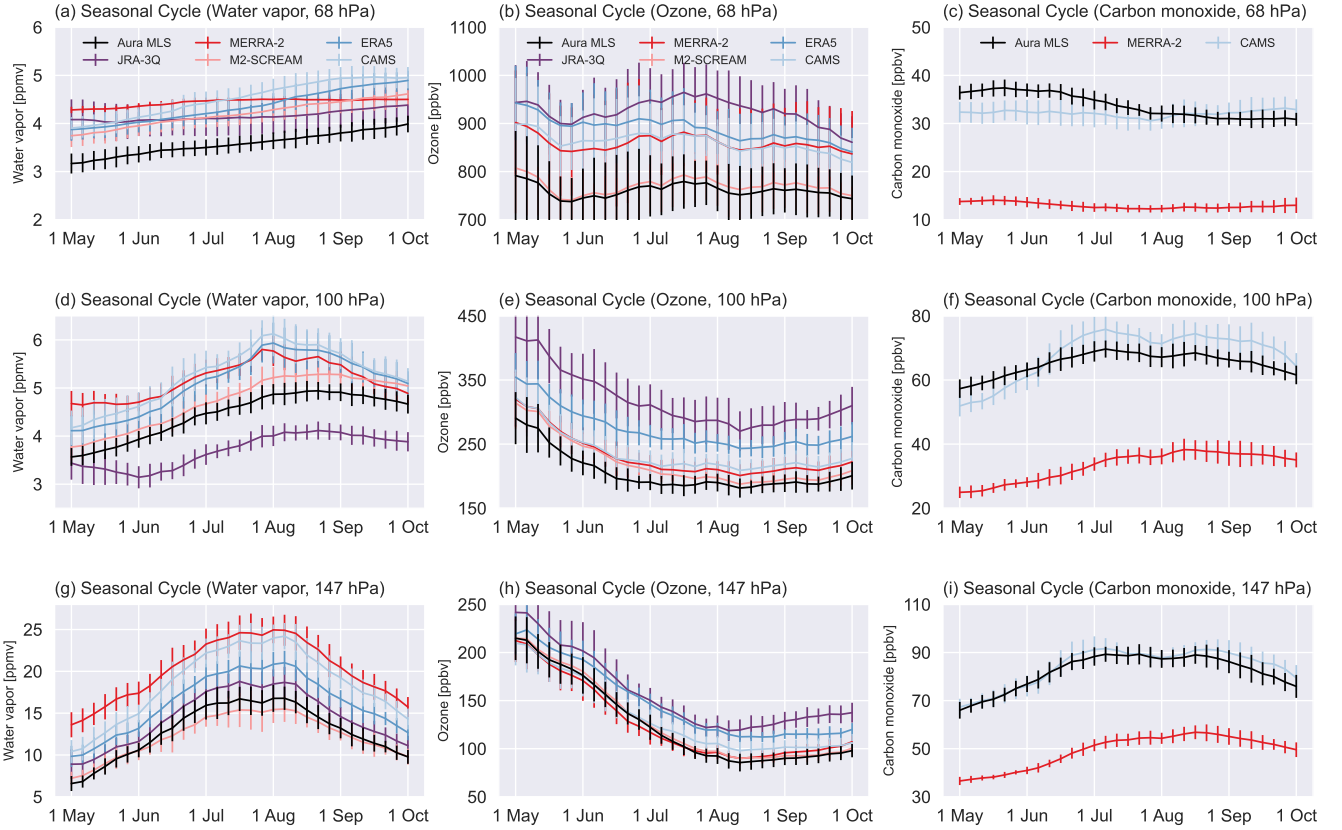 (a) Seasonal Cycle (Water vapor, 68 hPa)
Water vapor [ppmv]
6
5
4
3
2
Aura MLS
MERRA-2
ERA5
JRA-3Q
M2-SCREAM
CAMS
1 May
1 Jun
1 Jul
1 Aug
1 Sep
1 Oct
(b) Seasonal Cycle (Ozone, 68 hPa)
Ozone [ppbv]
1100
1000
900
800
700
Aura MLS
MERRA-2
ERA5
JRA-3Q
M2-SCREAM
CAMS
1 May
1 Jun
1 Jul
1 Aug
1 Sep
1 Oct
(c) Seasonal Cycle (Carbon monoxide, 68 hPa)
Carbon monoxide [ppbv]
50
40
30
20
10
Aura MLS
MERRA-2
CAMS
1 May
1 Jun
1 Jul
1 Aug
1 Sep
1 Oct
(d) Seasonal Cycle (Water vapor, 100 hPa)
Water vapor [ppmv]
6
5
4
3
1 May
1 Jun
1 Jul
1 Aug
1 Sep
1 Oct
(e) Seasonal Cycle (Ozone, 100 hPa)
Ozone [ppbv]
450
350
250
150
1 May
1 Jun
1 Jul
1 Aug
1 Sep
1 Oct
(f) Seasonal Cycle (Carbon monoxide, 100 hPa)
Carbon monoxide [ppbv]
80
60
40
20
1 May
1 Jun
1 Jul
1 Aug
1 Sep
1 Oct
(g) Seasonal Cycle (Water vapor, 147 hPa)
Water vapor [ppmv]
25
20
15
10
5
1 May
1 Jun
1 Jul
1 Aug
1 Sep
1 Oct
(h) Seasonal Cycle (Ozone, 147 hPa)
Ozone [ppbv]
250
200
150
100
50
1 May
1 Jun
1 Jul
1 Aug
1 Sep
1 Oct
(i) Seasonal Cycle (Carbon monoxide, 147 hPa)
Carbon monoxide [ppbv]
110
90
70
50
30
1 May
1 Jun
1 Jul
1 Aug
1 Sep
1 Oct